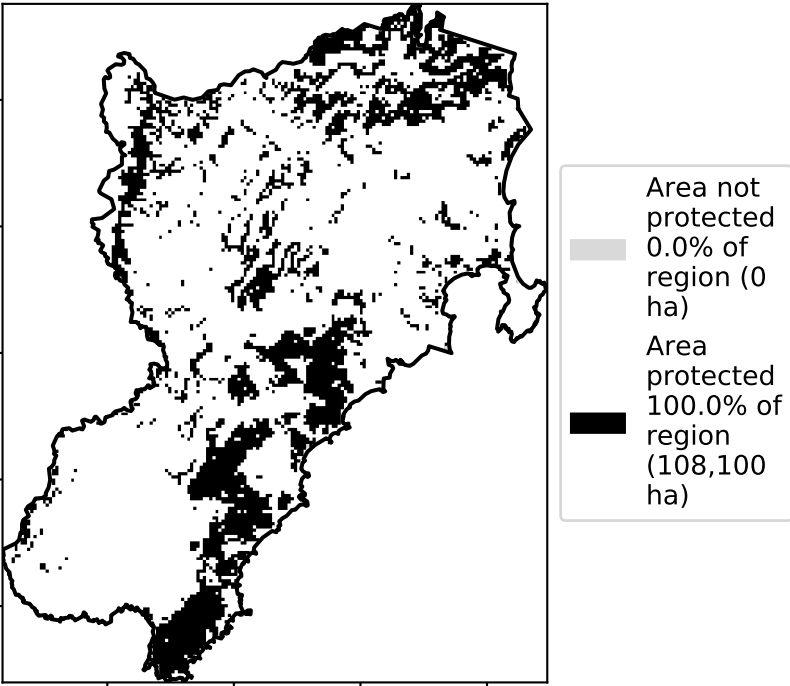 Area not
protected
0.0% of
region (0
ha)
Area
protected
100.0% of
region
(108,100
ha)